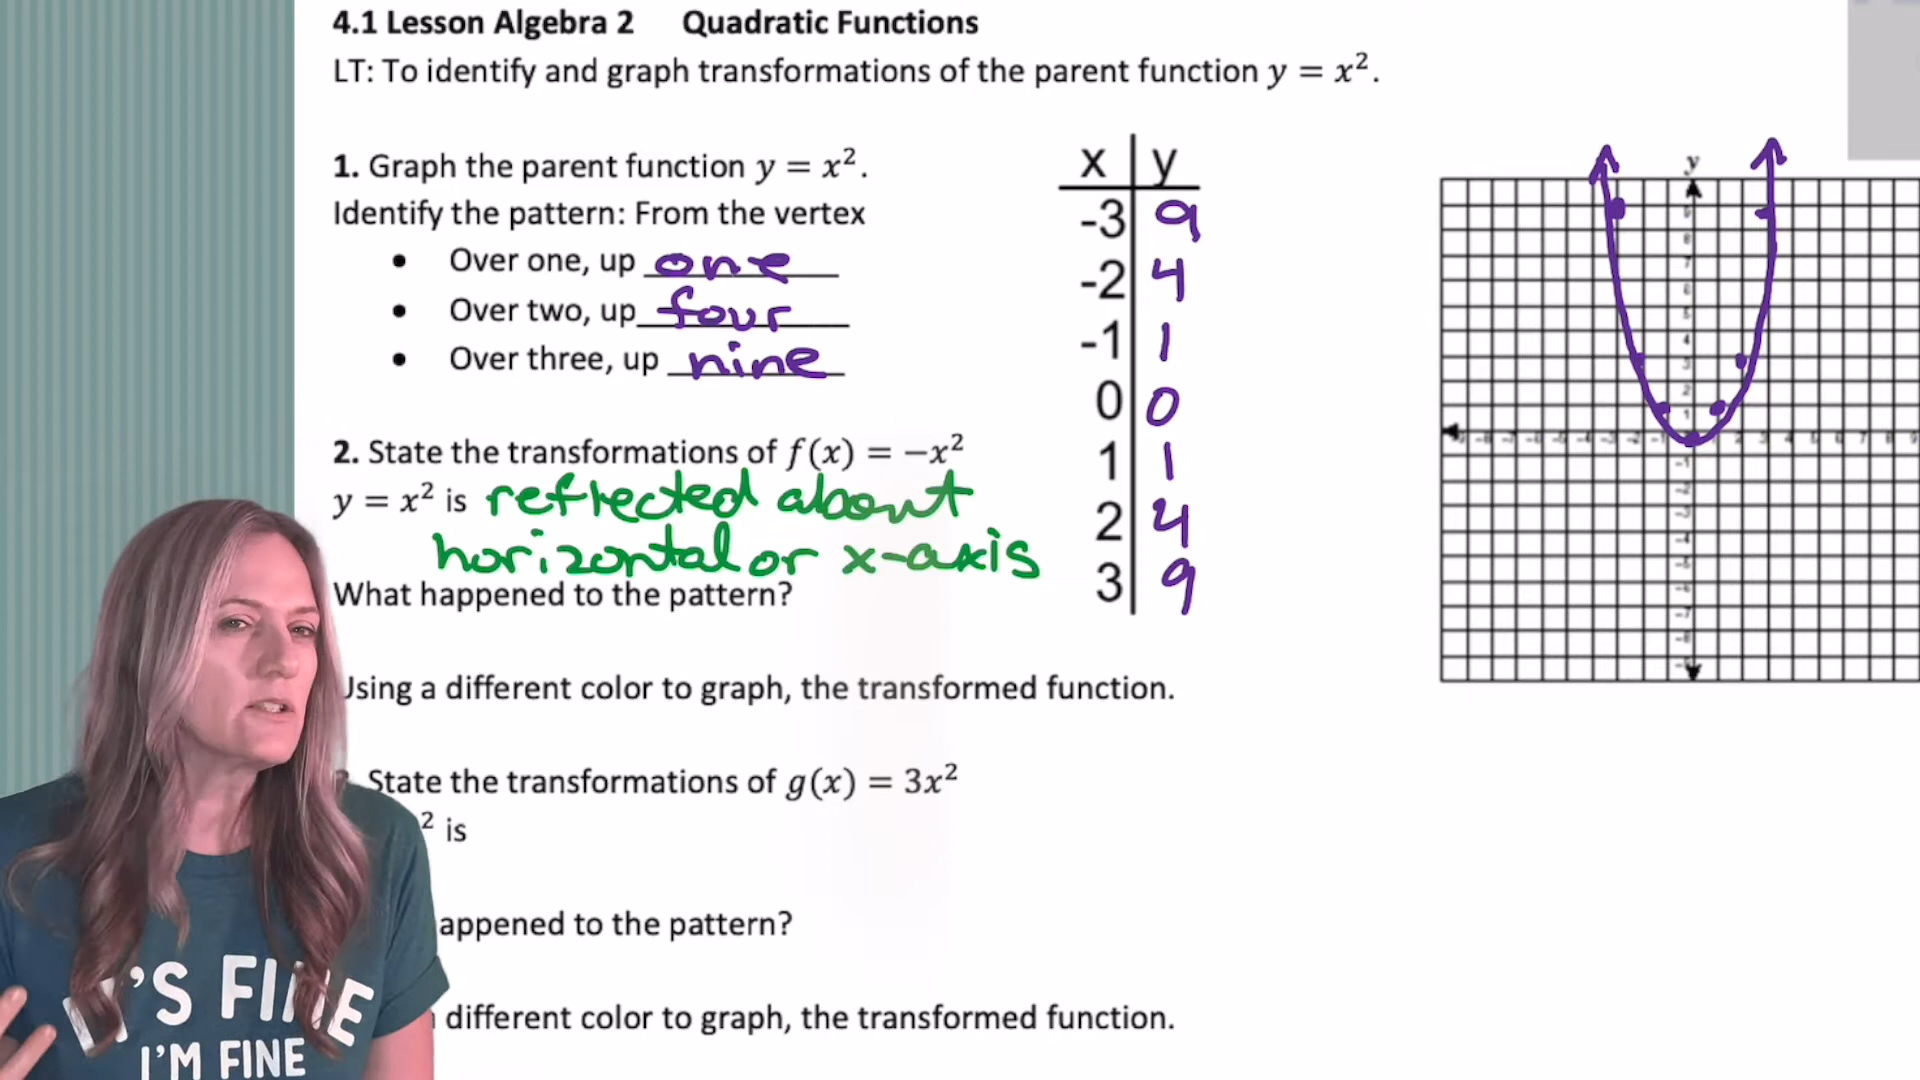 4.1 Lesson Algebra 2 Quadratic Functions
LT: To identify and graph transformations of the parent function y = x².
1. Graph the parent function y = x².
Identify the pattern: From the vertex
• Over one, up one
• Over two, up four
• Over three, up nine
x y
-3 9
-2 4
-1 1
0 0
1 1
2 4
3 9
y
2. State the transformations of f(x) = −x²
y = x² is reflected about
horizontal or x-axis
What happened to the pattern?
Using a different color to graph, the transformed function.
State the transformations of g(x) = 3x²
² is
appened to the pattern?
different color to graph, the transformed function.
IT'S FINE
I'M FINE